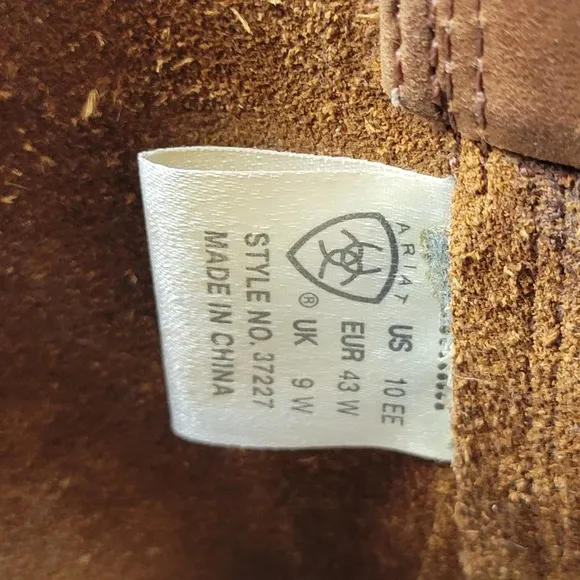 ARIAT
®
US 10 EE
EUR 43 W
UK 9 W
STYLE NO. 37227
MADE IN CHINA